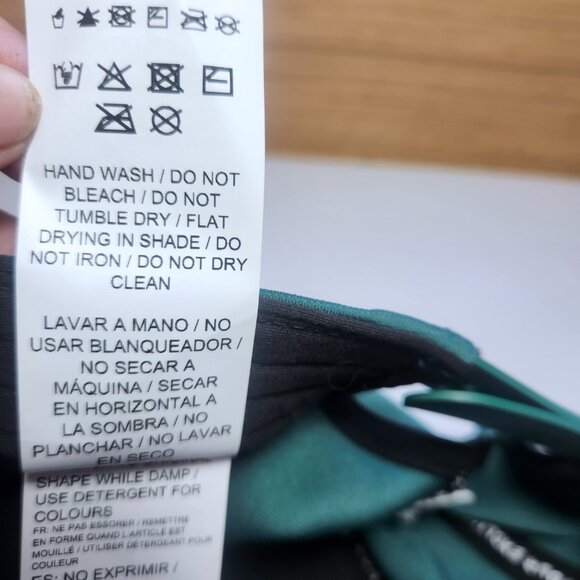 HAND WASH / DO NOT
BLEACH / DO NOT
TUMBLE DRY / FLAT
DRYING IN SHADE / DO
NOT IRON / DO NOT DRY
CLEAN
LAVAR A MANO / NO
USAR BLANQUEADOR /
NO SECAR A
MÁQUINA / SECAR
EN HORIZONTAL A
LA SOMBRA / NO
PLANCHAR / NO LAVAR
EN SECO
SHAPE WHILE DAMP /
USE DETERGENT FOR
COLOURS
FR: NE PAS ESSORER / REMETTRE
EN FORME QUAND L'ARTICLE EST
MOUILLÉ / UTILISER DÉTERGENT POUR
COULEUR
ES: NO EXPRIMIR /